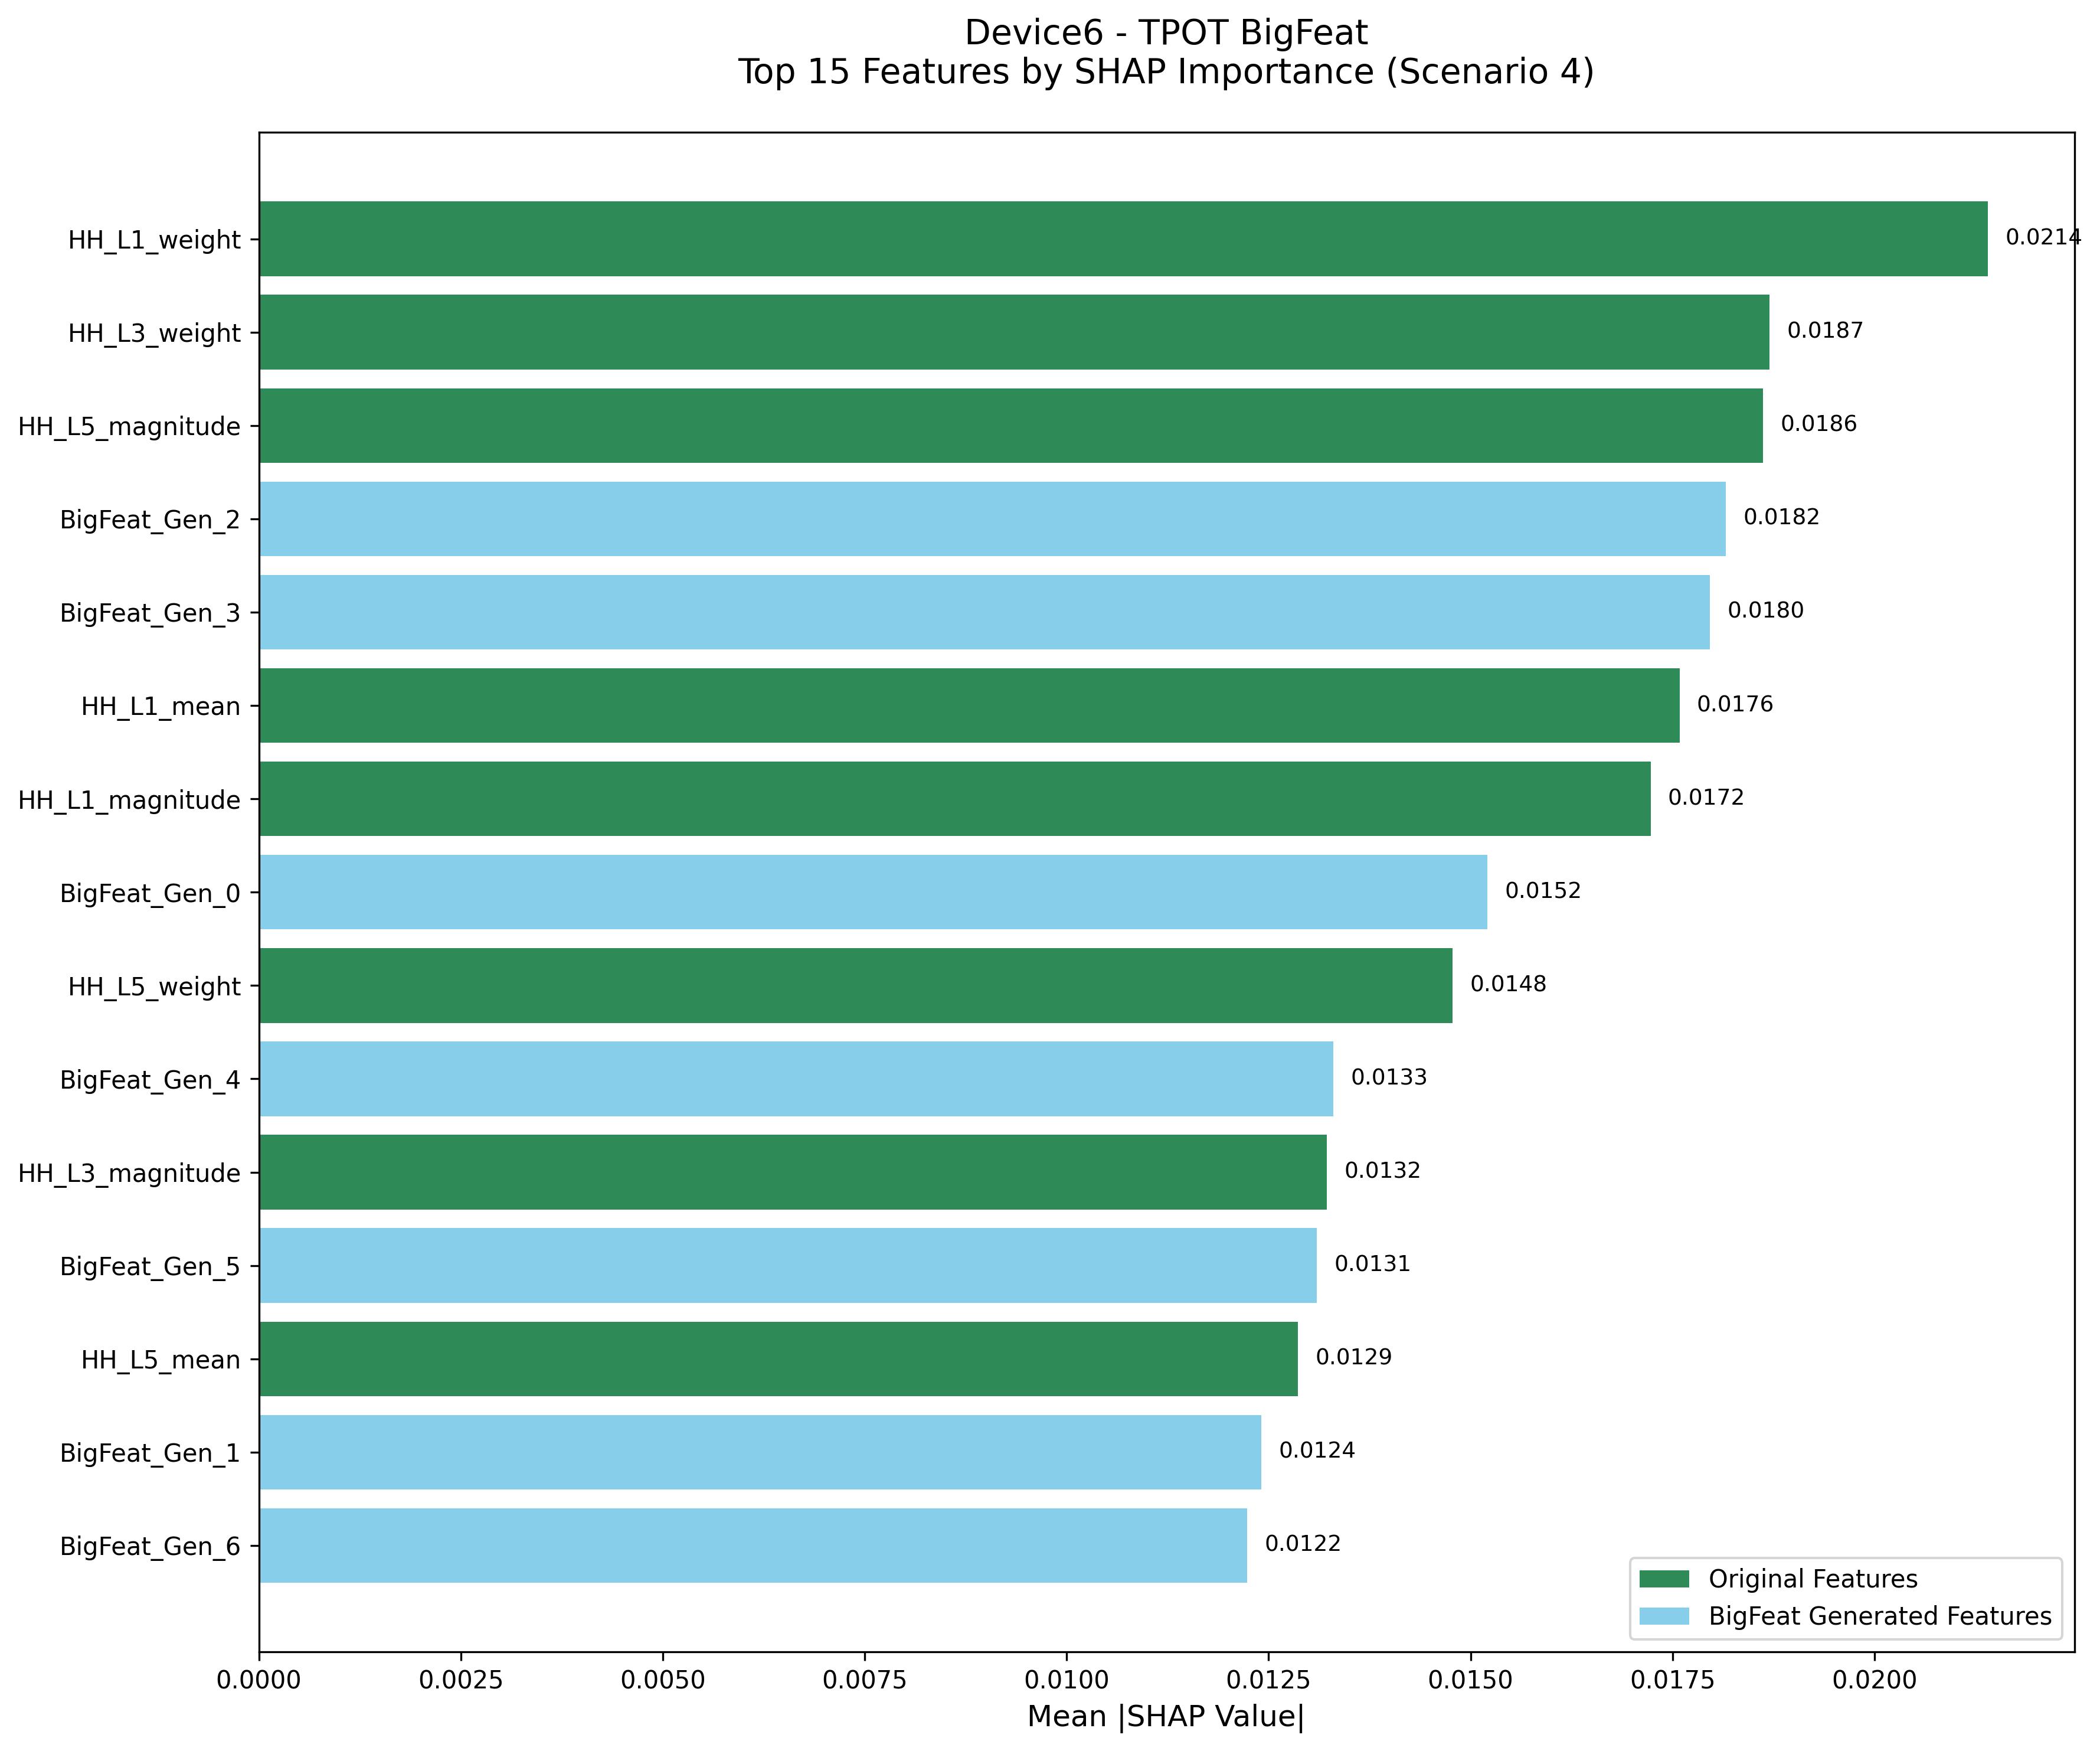 Device6 - TPOT BigFeat
Top 15 Features by SHAP Importance (Scenario 4)
HH_L1_weight 0.0214
HH_L3_weight 0.0187
HH_L5_magnitude 0.0186
BigFeat_Gen_2 0.0182
BigFeat_Gen_3 0.0180
HH_L1_mean 0.0176
HH_L1_magnitude 0.0172
BigFeat_Gen_0 0.0152
HH_L5_weight 0.0148
BigFeat_Gen_4 0.0133
HH_L3_magnitude 0.0132
BigFeat_Gen_5 0.0131
HH_L5_mean 0.0129
BigFeat_Gen_1 0.0124
BigFeat_Gen_6 0.0122
Original Features
BigFeat Generated Features
0.0000 0.0025 0.0050 0.0075 0.0100 0.0125 0.0150 0.0175 0.0200
Mean |SHAP Value|